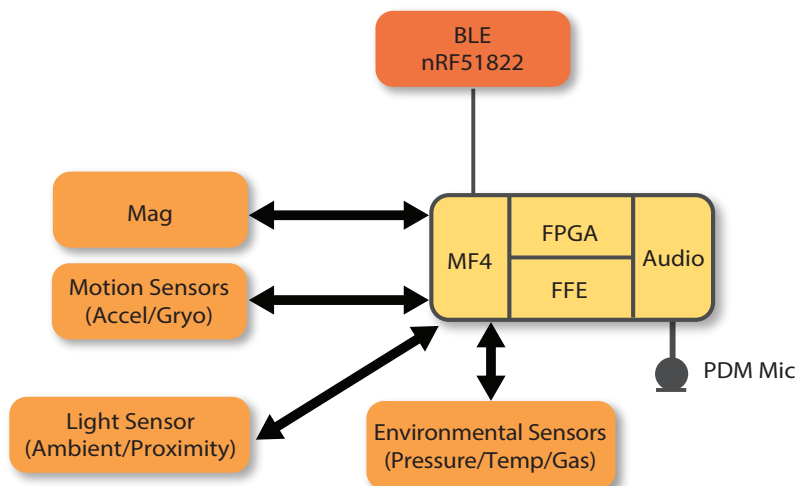 BLE
nRF51822
Mag
MF4
FPGA
FFE
Audio
Motion Sensors
(Accel/Gryo)
PDM Mic
Light Sensor
(Ambient/Proximity)
Environmental Sensors
(Pressure/Temp/Gas)